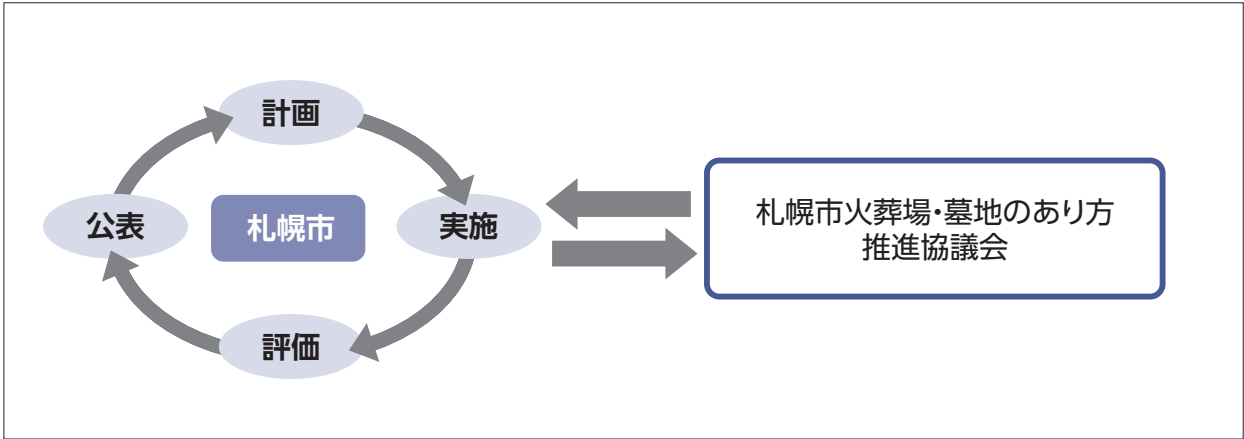 計画
公表
札幌市
実施
評価
札幌市火葬場・墓地のあり方
推進協議会